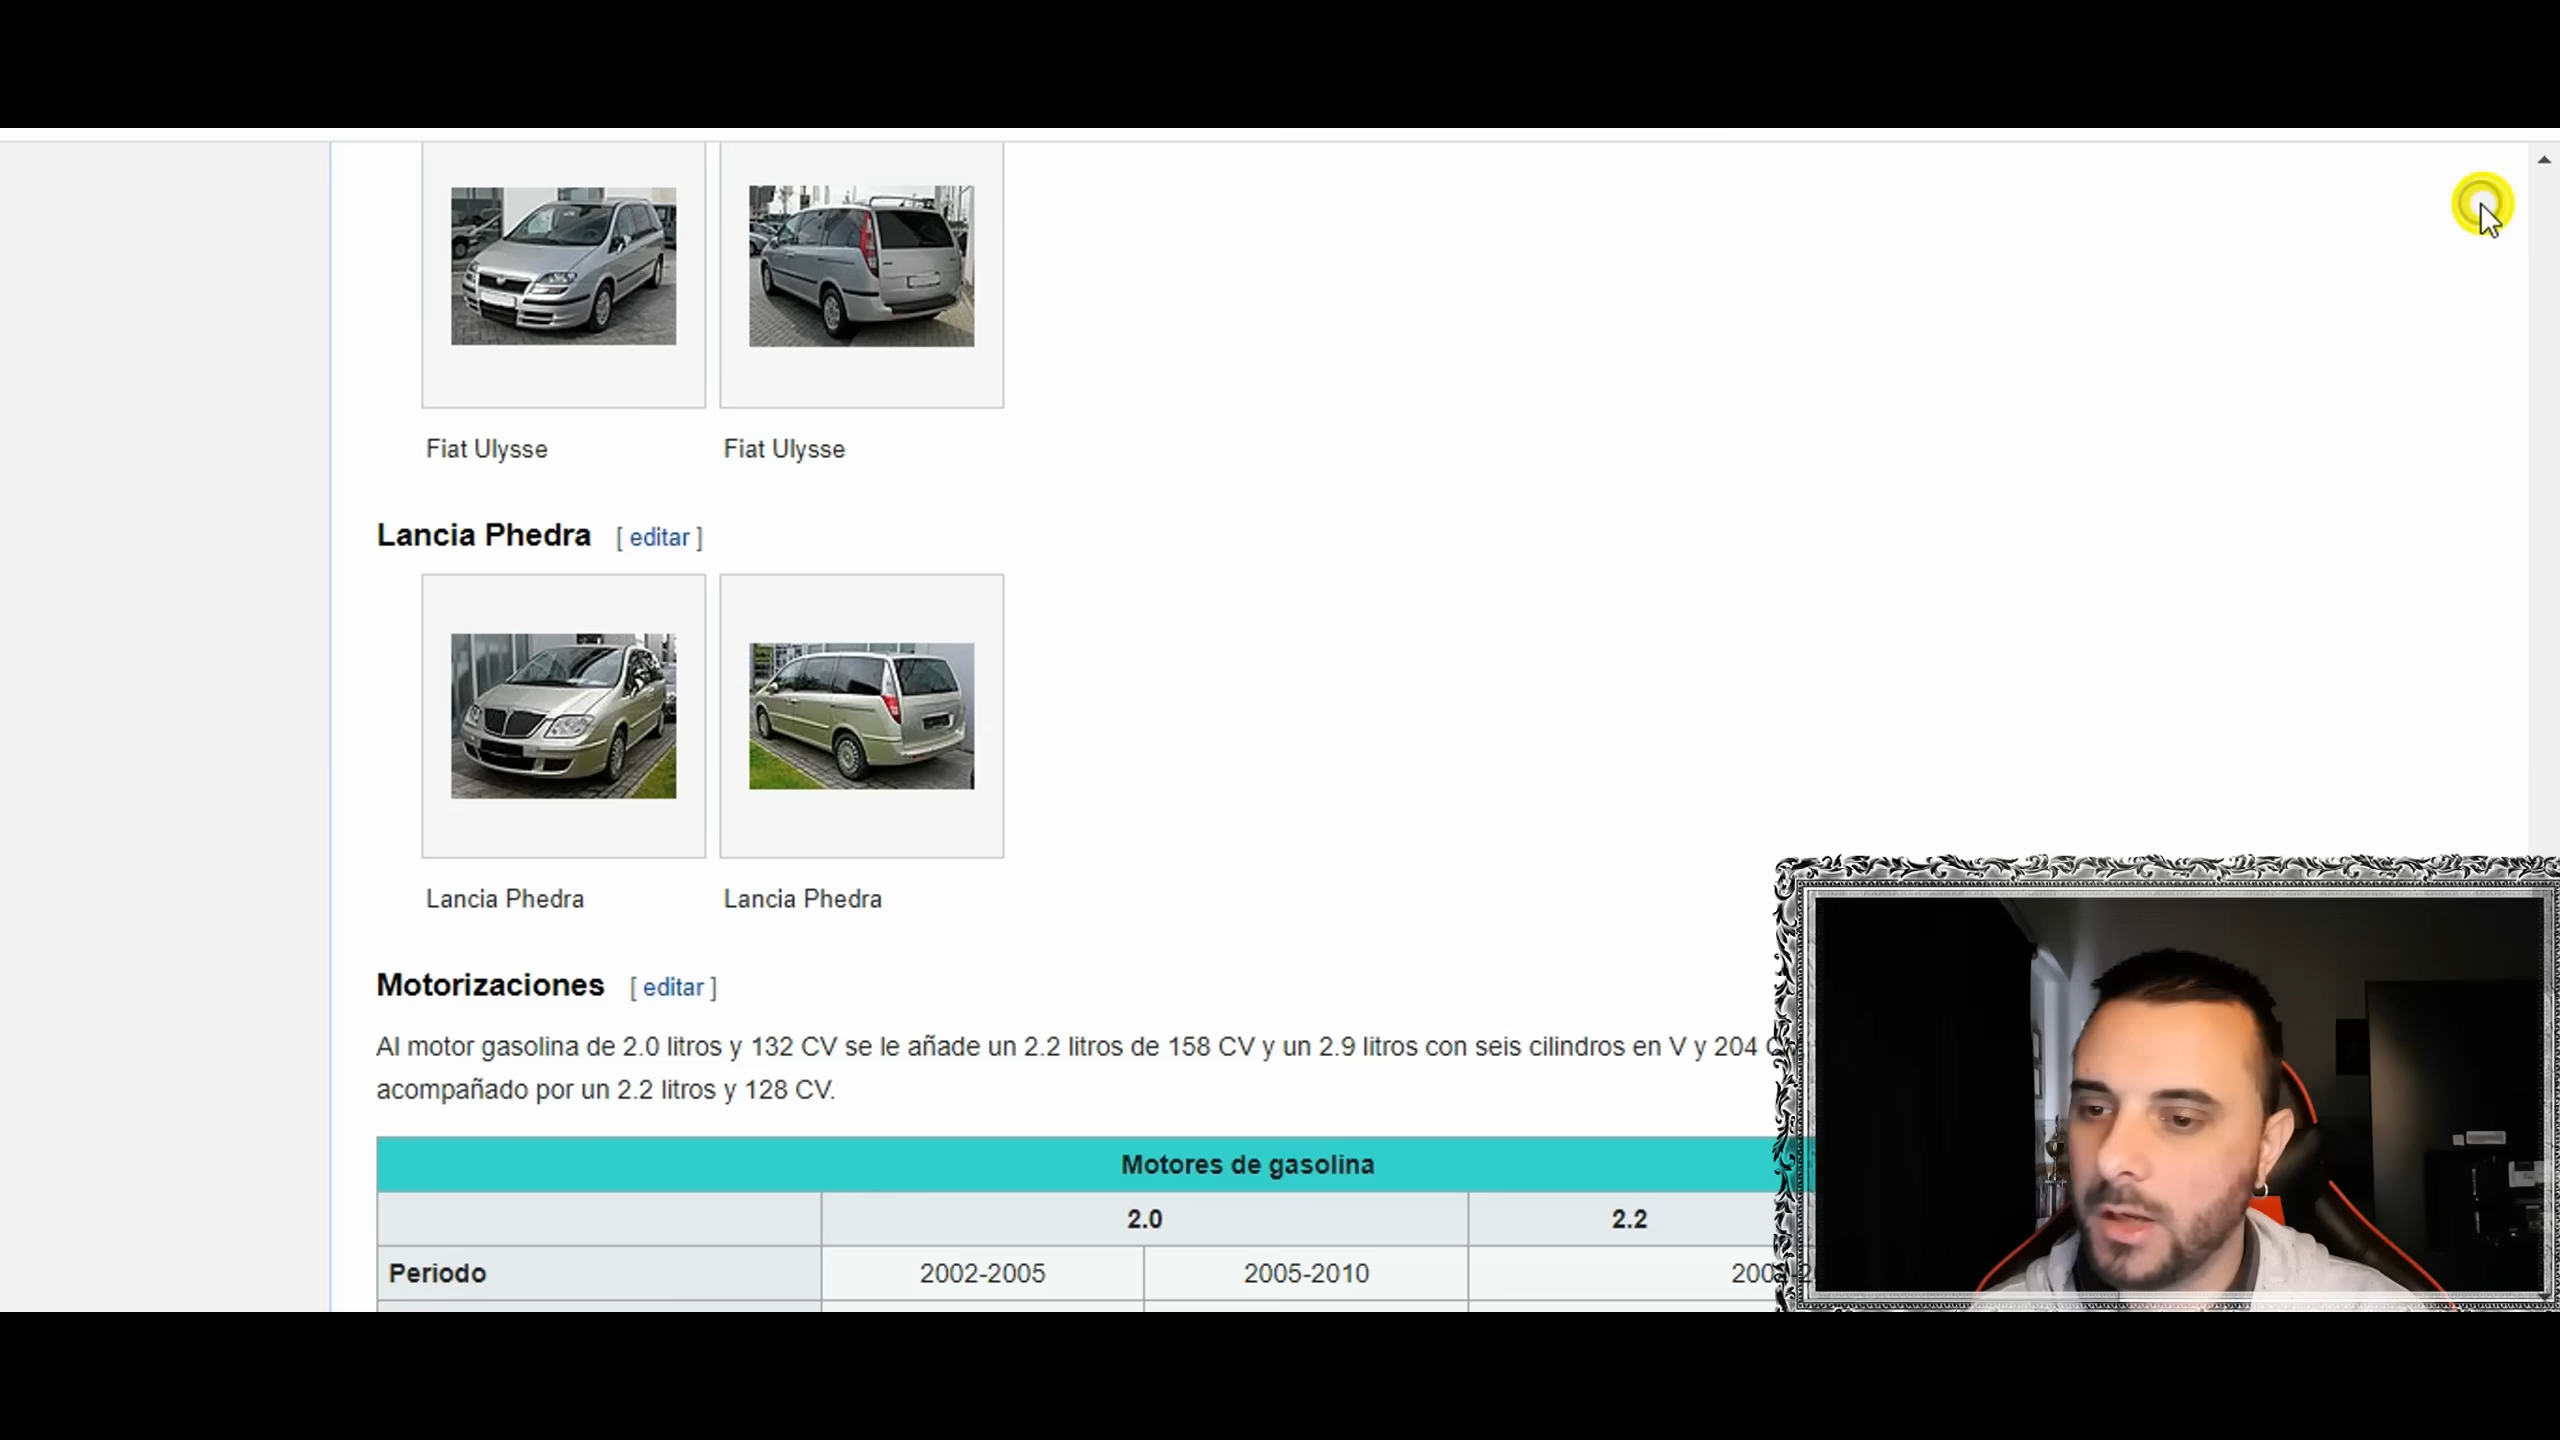 Fiat Ulysse Fiat Ulysse
Lancia Phedra [ editar ]
Lancia Phedra Lancia Phedra
Motorizaciones [ editar ]
Al motor gasolina de 2.0 litros y 132 CV se le añade un 2.2 litros de 158 CV y un 2.9 litros con seis cilindros en V y 204
acompañado por un 2.2 litros y 128 CV.
Motores de gasolina
2.0 2.2
Periodo 2002-2005 2005-2010